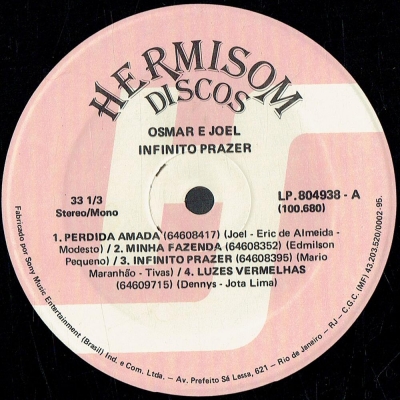 HERMISOM
DISCOS
OSMAR E JOEL
INFINITO PRAZER
33 1/3
Stereo/Mono
LP.804938 - A
(100.680)
1. PERDIDA AMADA (64608417) (Joel - Eric de Almeida -
Modesto) / 2. MINHA FAZENDA (64608352) (Edmilson
Pequeno) / 3. INFINITO PRAZER (64608395) (Mario
Maranhão - Tivas) / 4. LUZES VERMELHAS
(64609715) (Dennys - Jota Lima)
Fabricado por Sony Music Entertainment (Brasil) Ind. e Com. Ltda. — Av. Prefeito Sá Lessa, 621 — Rio de Janeiro — RJ — C.G.C. (MF) 43.203.520/0002-95.